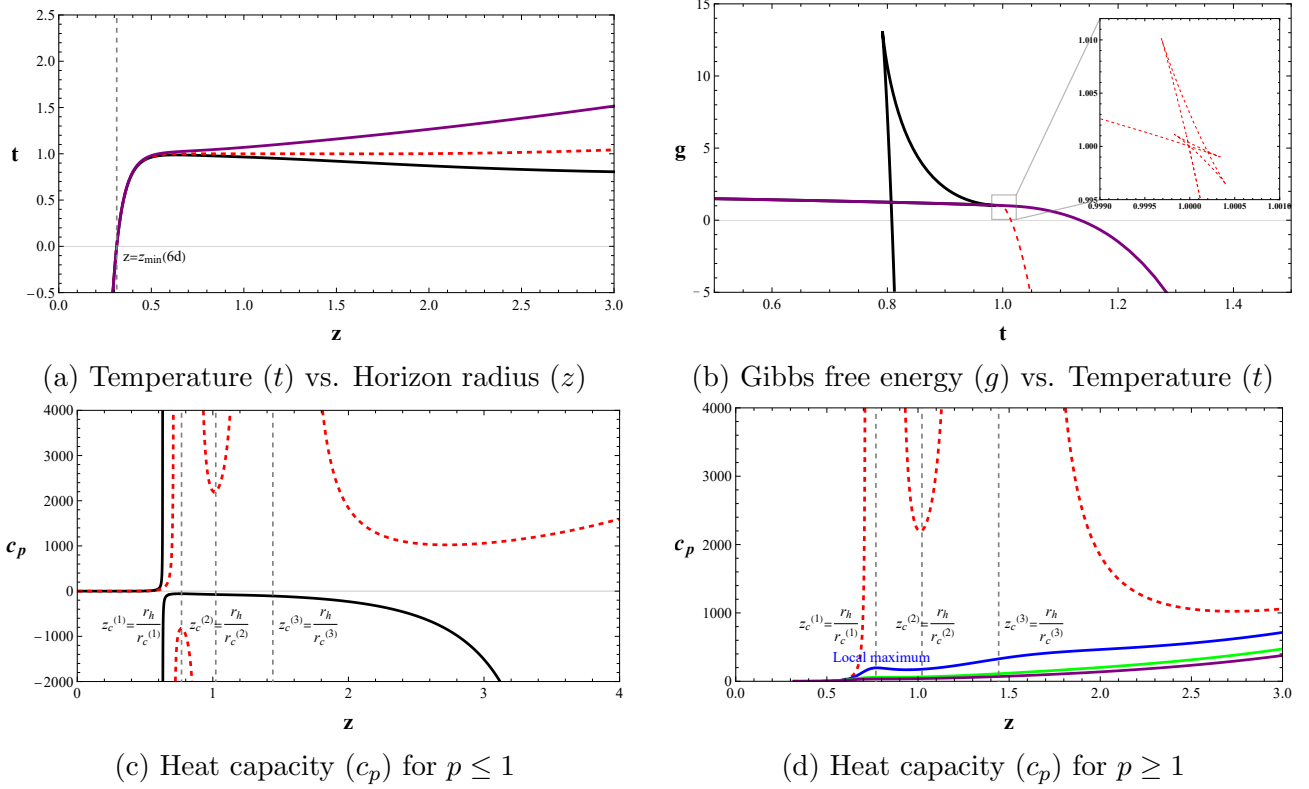 2.5
2.0
1.5
1.0
0.5
0.0
-0.5
t
z=z_min(6d)
0.0 0.5 1.0 1.5 2.0 2.5 3.0
z
(a) Temperature (t) vs. Horizon radius (z)
15
10
5
0
-5
g
1.010
1.005
1.000
0.995
0.9990 0.9995 1.0000 1.0005 1.0010
0.6 0.8 1.0 1.2 1.4
t
(b) Gibbs free energy (g) vs. Temperature (t)
4000
3000
2000
1000
0
-1000
-2000
c_p
z_c^(1)=r_h/r_c^(1) z_c^(2)=r_h/r_c^(2) z_c^(3)=r_h/r_c^(3)
0 1 2 3 4
z
(c) Heat capacity (c_p) for p ≤ 1
4000
3000
2000
1000
0
c_p
z_c^(1)=r_h/r_c^(1) z_c^(2)=r_h/r_c^(2) z_c^(3)=r_h/r_c^(3)
Local maximum
0.0 0.5 1.0 1.5 2.0 2.5 3.0
z
(d) Heat capacity (c_p) for p ≥ 1